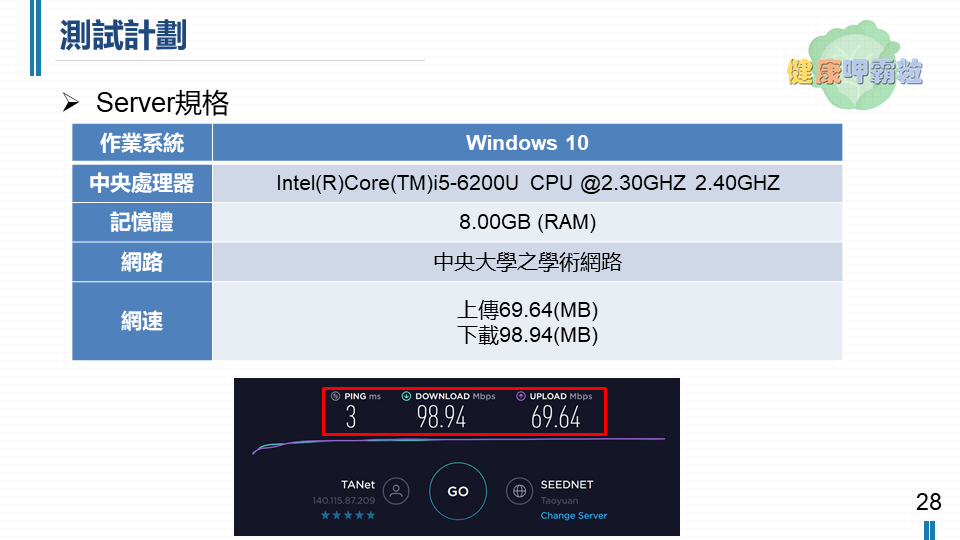 測試計劃
健康呷霸粒
Server規格
作業系統 Windows 10
中央處理器 Intel(R)Core(TM)i5-6200U CPU @2.30GHZ 2.40GHZ
記憶體 8.00GB (RAM)
網路 中央大學之學術網路
網速 上傳69.64(MB)
下載98.94(MB)
PING ms DOWNLOAD Mbps UPLOAD Mbps
3 98.94 69.64
TANet GO SEEDNET
140.115.87.209 Taoyuan
Change Server
28